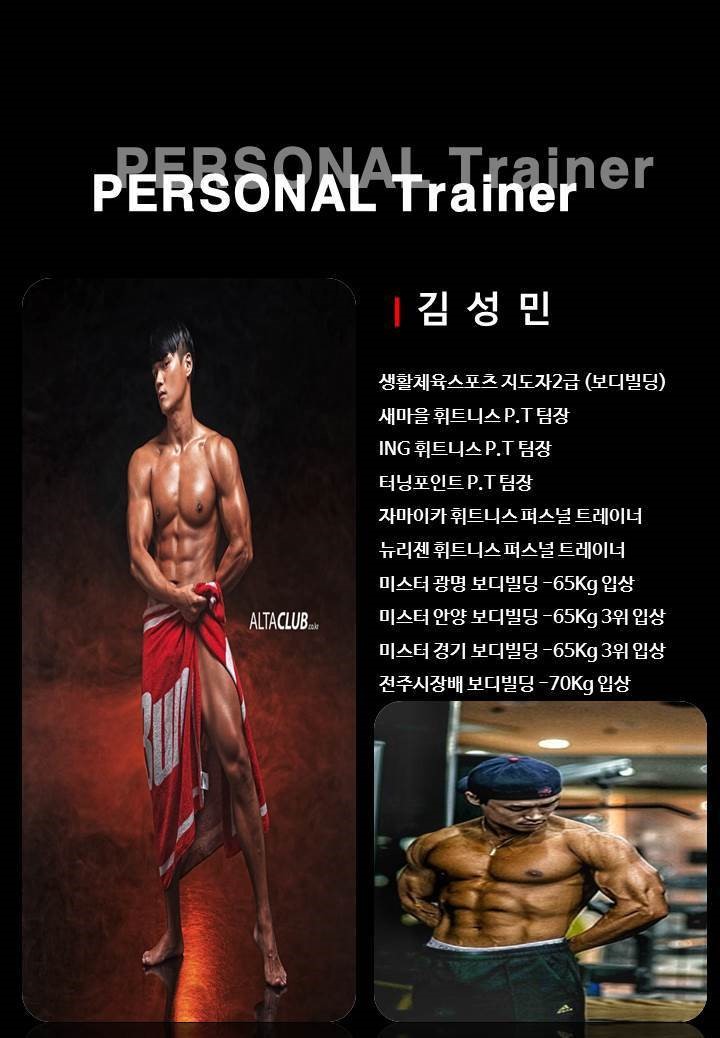 PERSONAL Trainer
PERSONAL Trainer
김성민
생활체육스포츠 지도자2급 (보디빌딩)
새마을 휘트니스 P.T 팀장
ING 휘트니스 P.T 팀장
터닝포인트 P.T 팀장
자마이카 휘트니스 퍼스널 트레이너
뉴리젠 휘트니스 퍼스널 트레이너
미스터 광명 보디빌딩 -65Kg 입상
미스터 안양 보디빌딩 -65Kg 3위 입상
미스터 경기 보디빌딩 -65Kg 3위 입상
전주시장배 보디빌딩 -70Kg 입상
ALTACLUB.co.kr